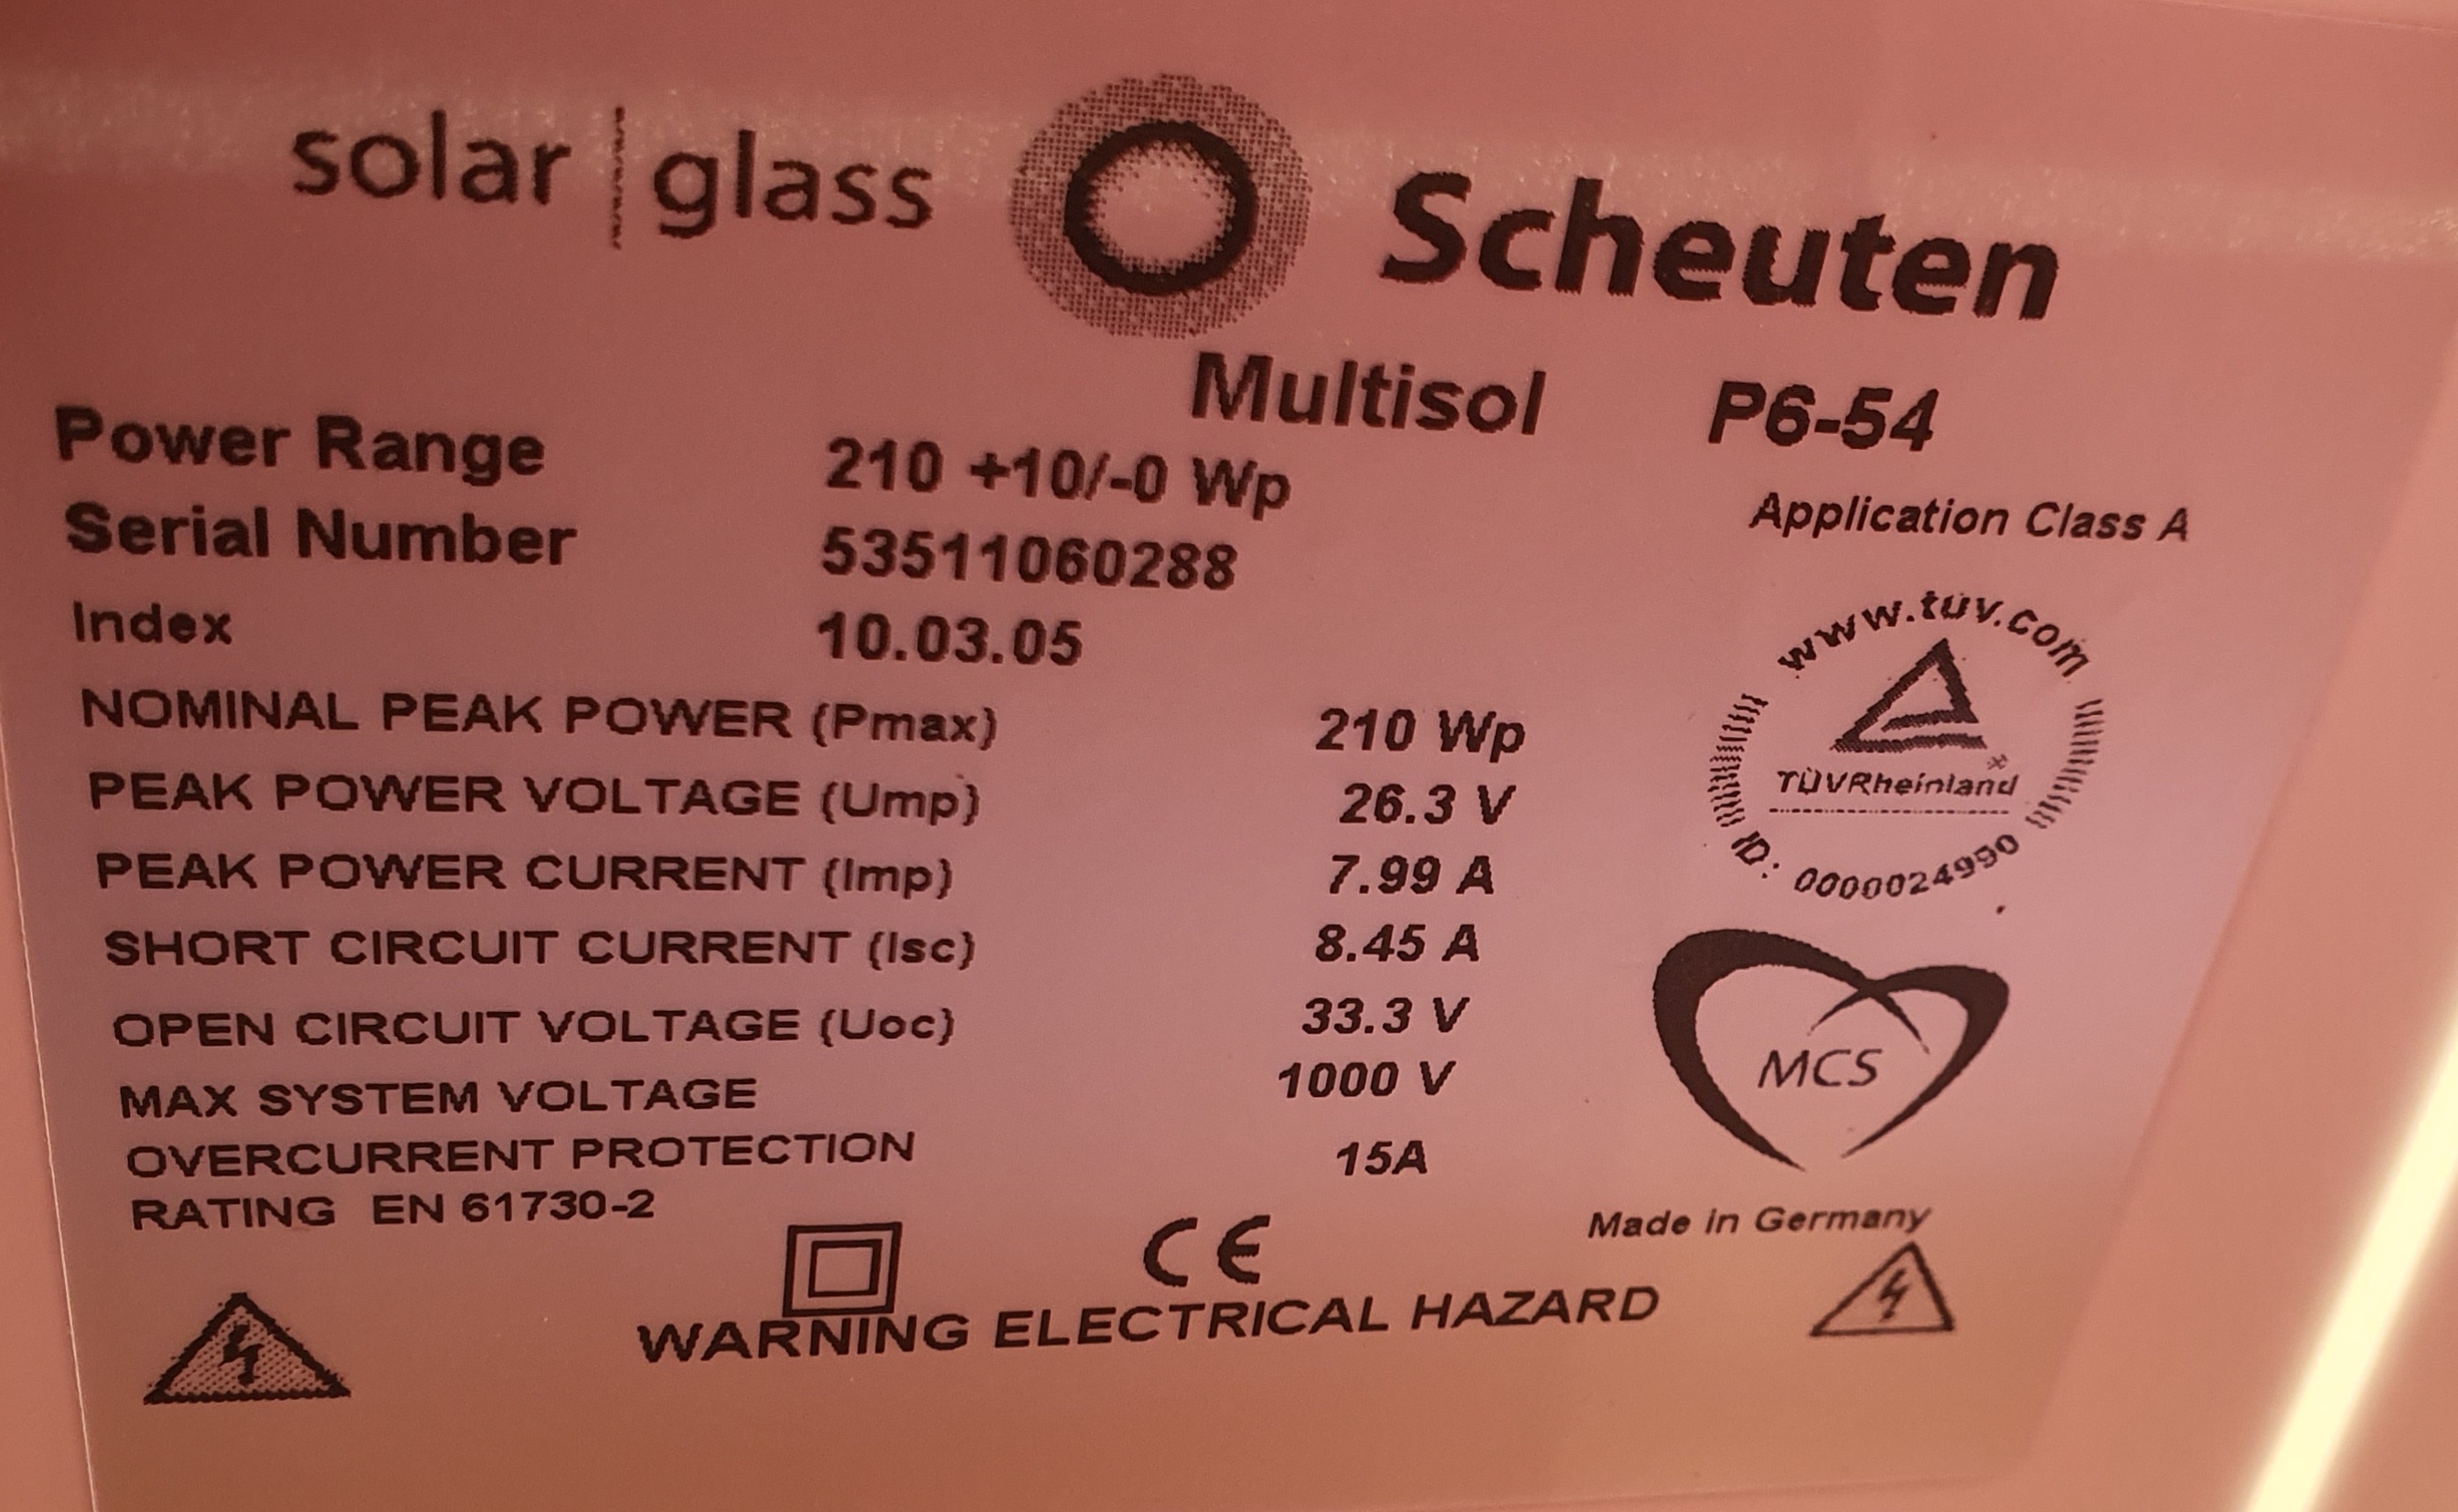 solar | glass Scheuten
Multisol P6-54
Power Range 210 +10/-0 Wp
Application Class A
Serial Number 53511060288
Index 10.03.05
NOMINAL PEAK POWER (Pmax) 210 Wp
PEAK POWER VOLTAGE (Ump) 26.3 V
PEAK POWER CURRENT (Imp) 7.99 A
SHORT CIRCUIT CURRENT (Isc) 8.45 A
OPEN CIRCUIT VOLTAGE (Uoc) 33.3 V
MAX SYSTEM VOLTAGE 1000 V
OVERCURRENT PROTECTION 15A
RATING EN 61730-2
www.tuv.com
TÜVRheinland
ID: 0000024990
MCS
Made in Germany
CE
WARNING ELECTRICAL HAZARD